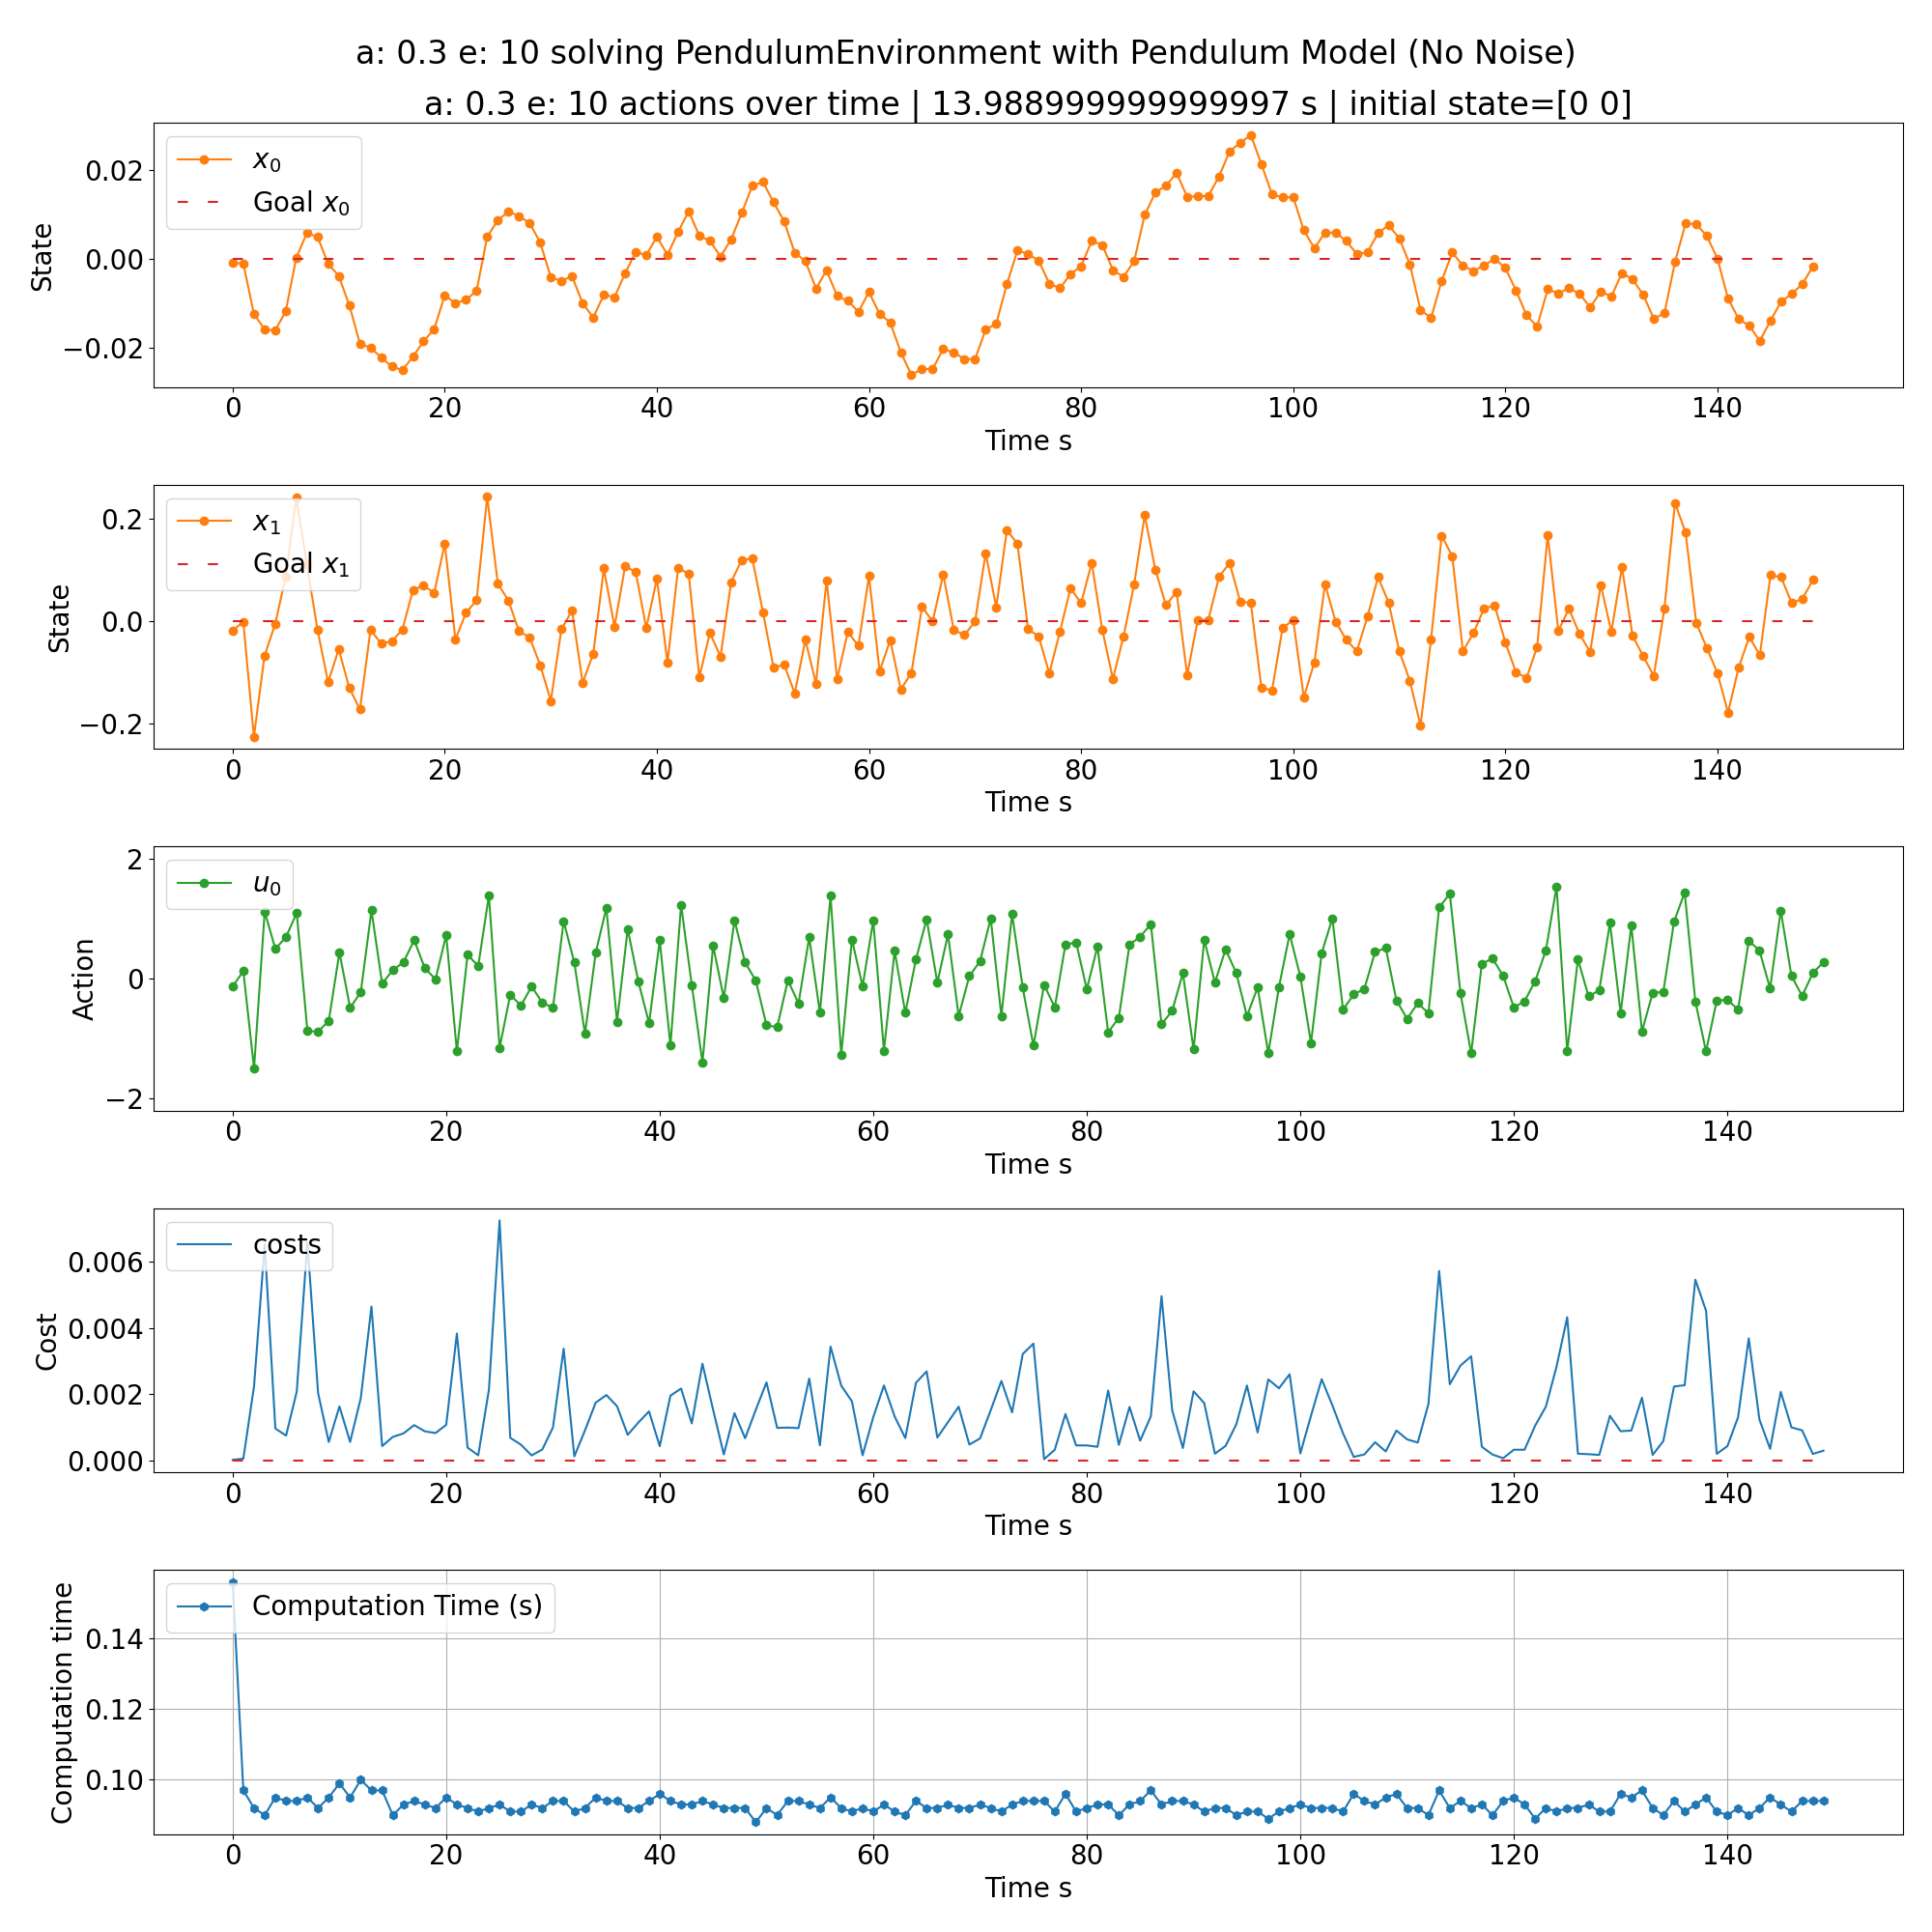 a: 0.3 e: 10 solving PendulumEnvironment with Pendulum Model (No Noise)
a: 0.3 e: 10 actions over time | 13.988999999999997 s | initial state=[0 0]
x₀
Goal x₀
State
0.02
0.00
−0.02
0 20 40 60 80 100 120 140
Time s
x₁
Goal x₁
State
0.2
0.0
−0.2
0 20 40 60 80 100 120 140
Time s
u₀
Action
2
0
−2
0 20 40 60 80 100 120 140
Time s
costs
Cost
0.006
0.004
0.002
0.000
0 20 40 60 80 100 120 140
Time s
Computation Time (s)
Computation time
0.14
0.12
0.10
0 20 40 60 80 100 120 140
Time s